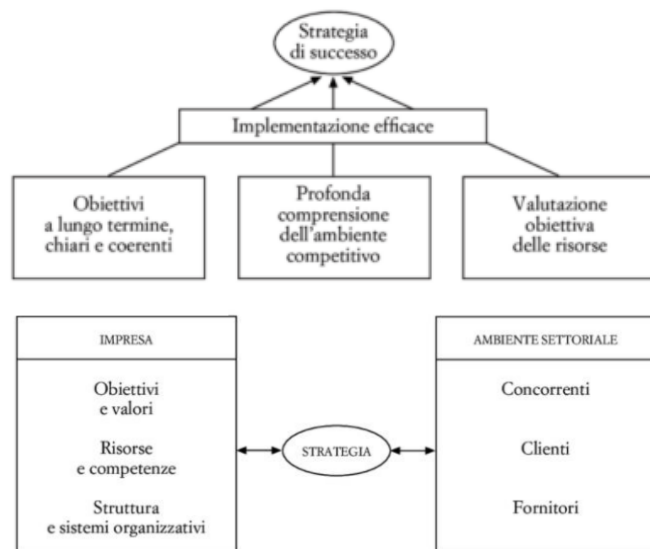 Strategia
di successo
Implementazione efficace
Obiettivi
a lungo termine,
chiari e coerenti
Profonda
comprensione
dell'ambiente
competitivo
Valutazione
obiettiva
delle risorse
IMPRESA
Obiettivi
e valori
Risorse
e competenze
Struttura
e sistemi organizzativi
STRATEGIA
AMBIENTE SETTORIALE
Concorrenti
Clienti
Fornitori